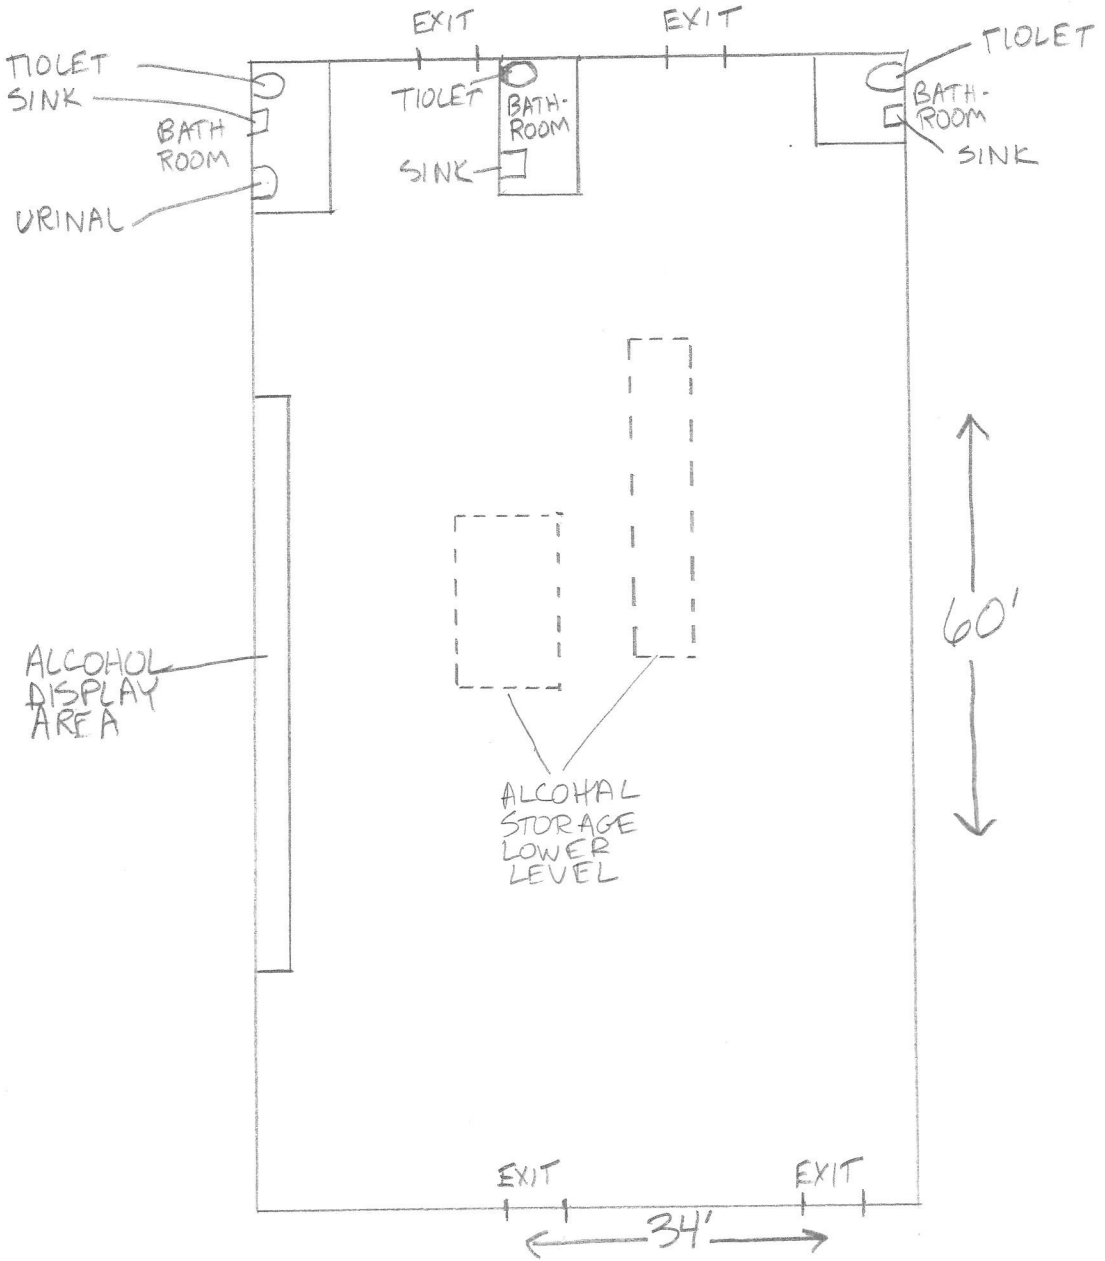 EXIT
EXIT
TIOLET
SINK
BATH
ROOM
URINAL
TIOLET
BATH-
ROOM
SINK
TIOLET
BATH-
ROOM
SINK
60'
ALCOHOL
DISPLAY
AREA
ALCOHAL
STORAGE
LOWER
LEVEL
EXIT
EXIT
34'